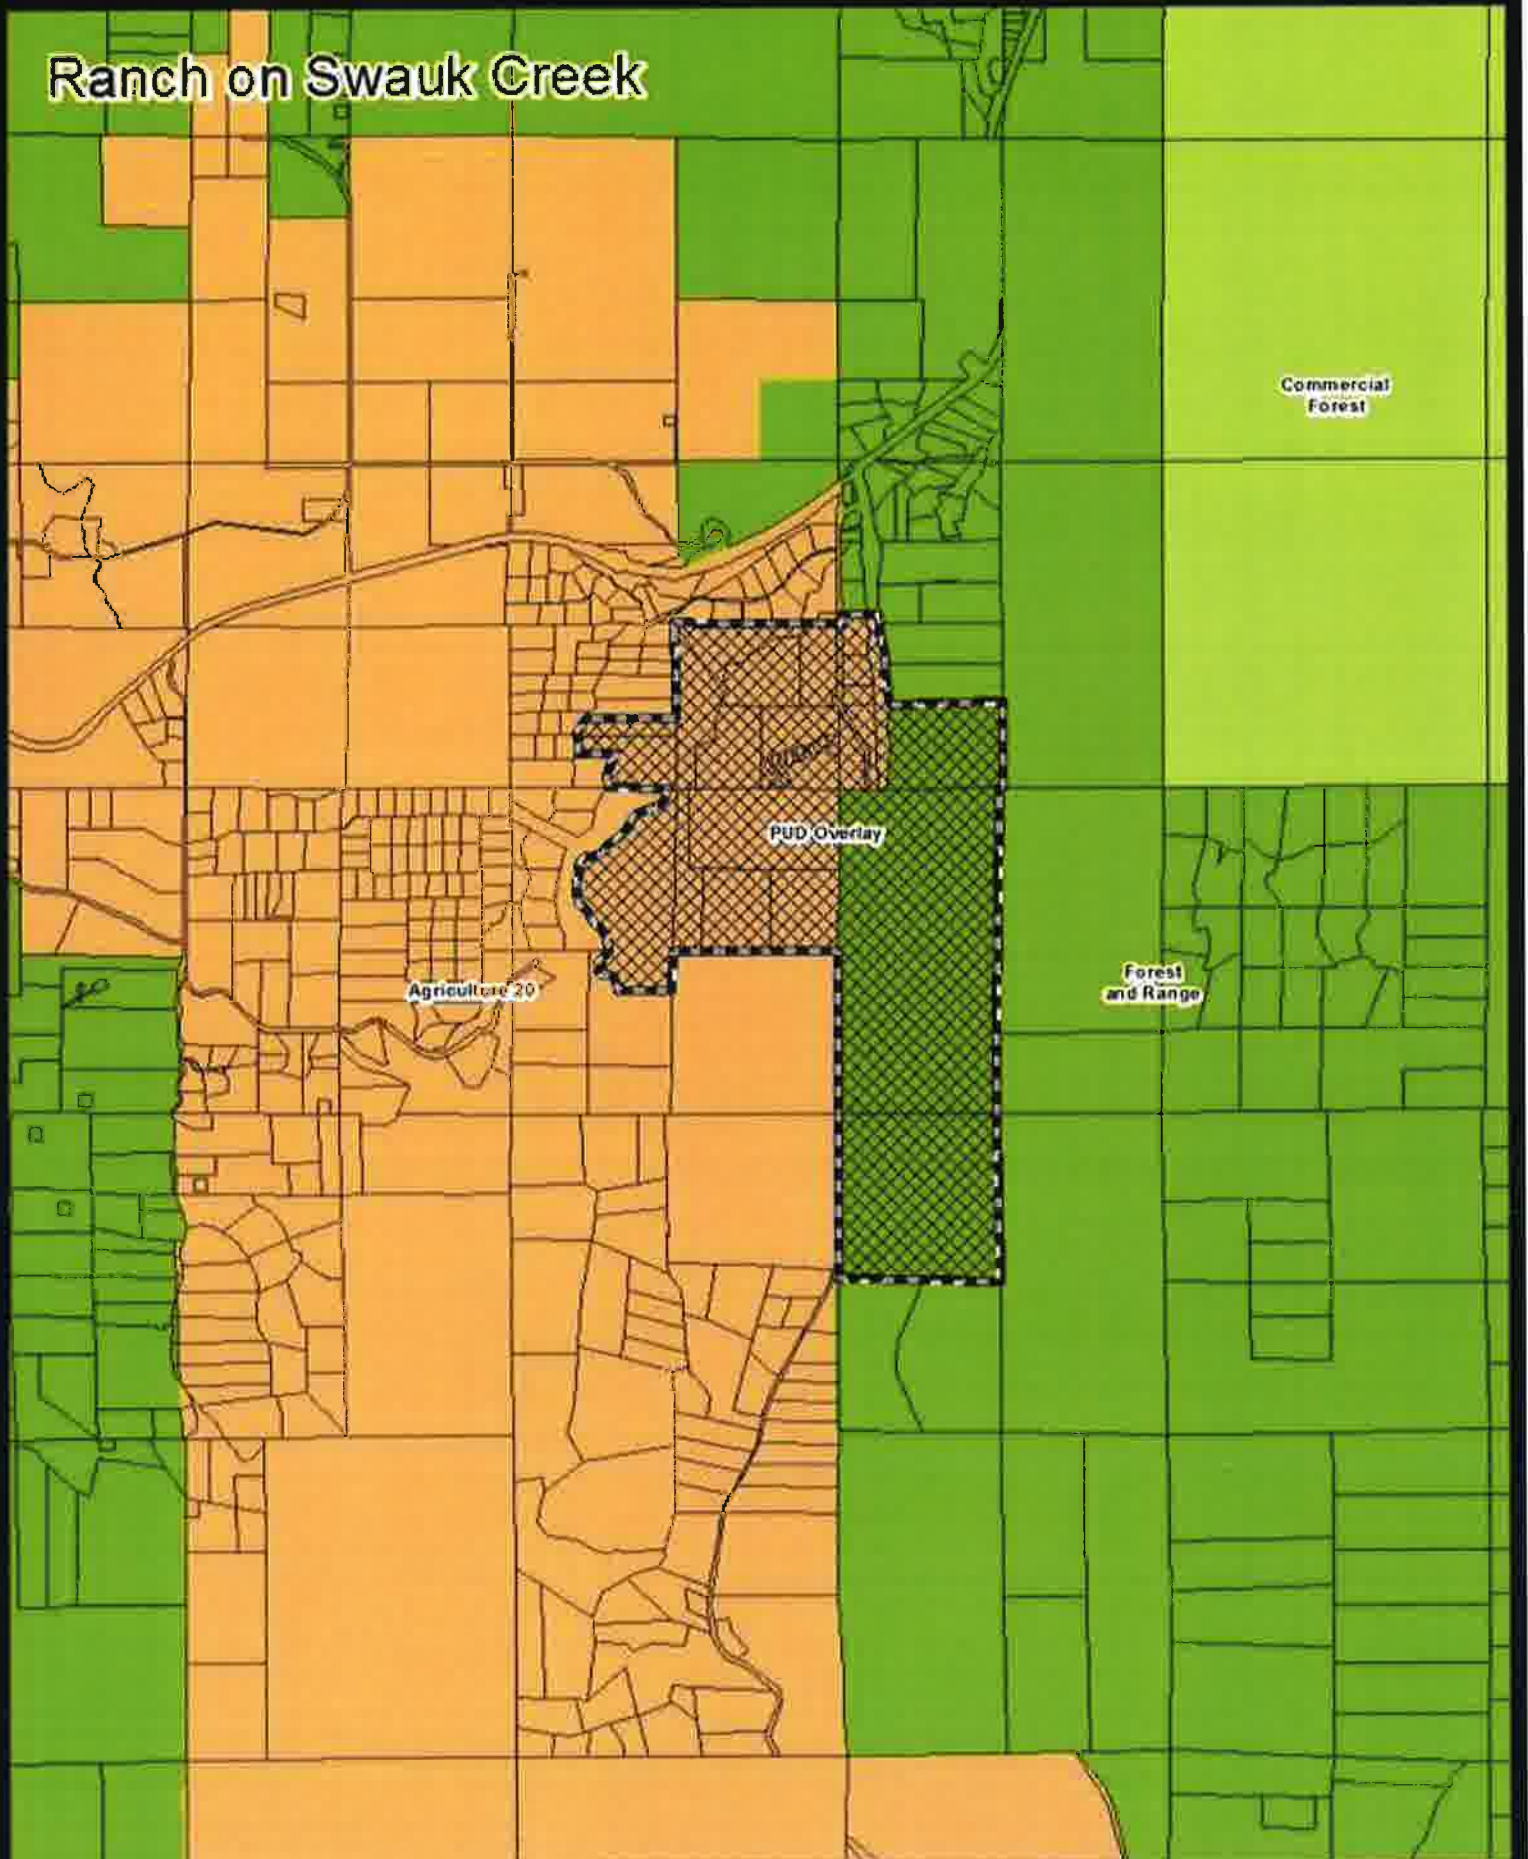 Ranch on Swauk Creek
Commercial
Forest
PUD Overlay
Forest
and Range
Agriculture 20